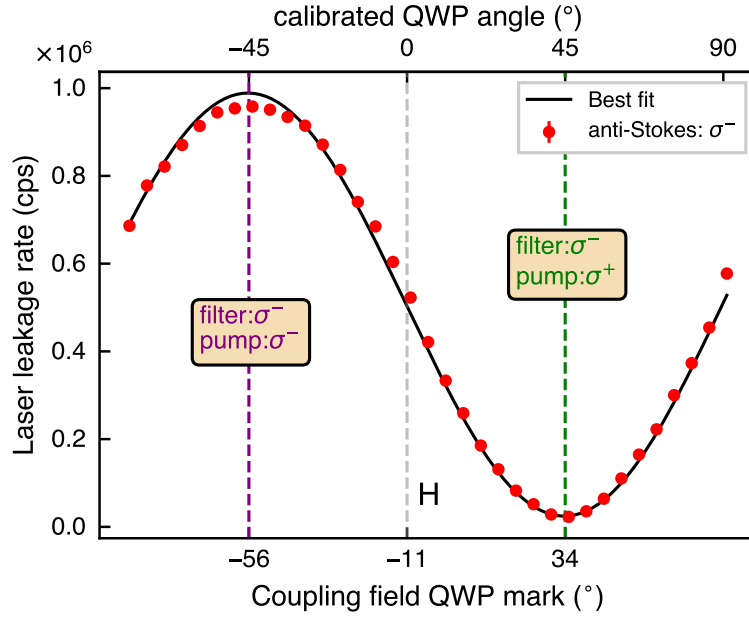 calibrated QWP angle (°)
−45 0 45 90
×10⁶
1.0
0.8
0.6
0.4
0.2
0.0
Laser leakage rate (cps)
Best fit
anti-Stokes: σ⁻
filter:σ⁻
pump:σ⁺
filter:σ⁻
pump:σ⁻
H
−56 −11 34
Coupling field QWP mark (°)